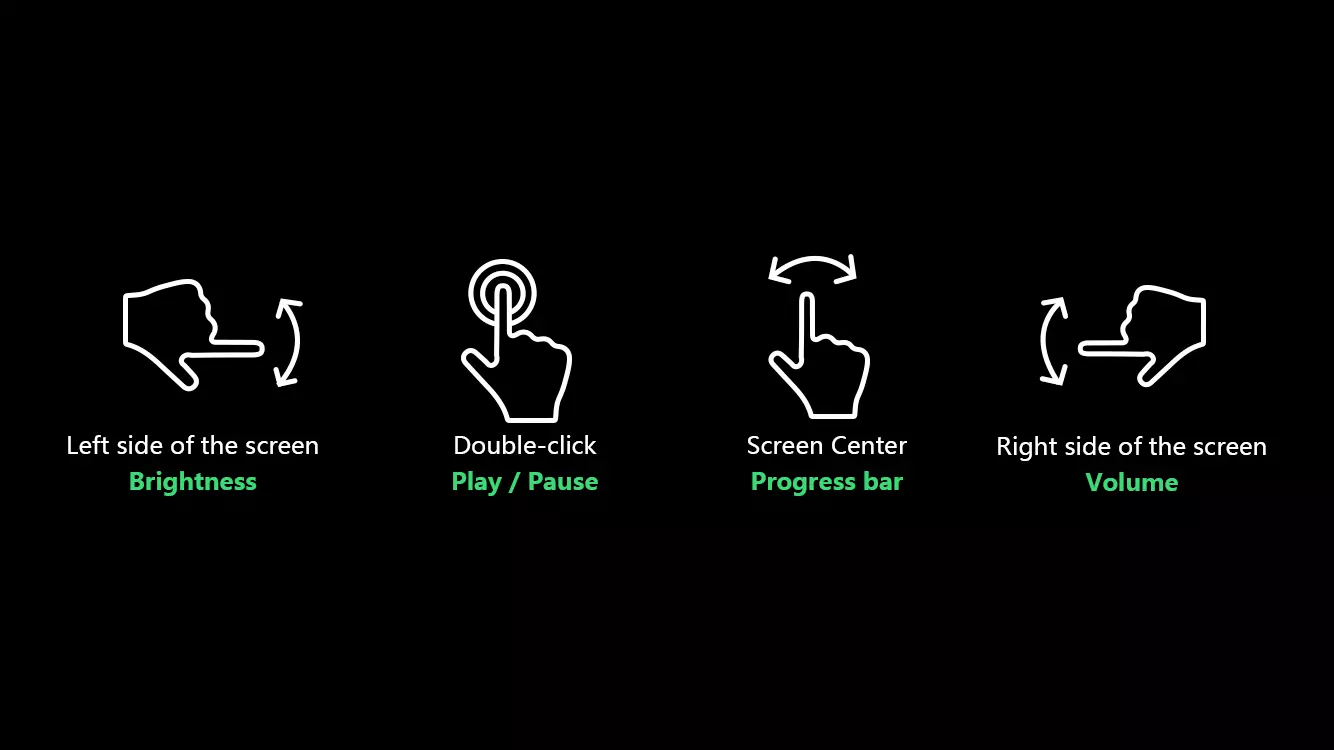 Left side of the screen
Brightness
Double-click
Play / Pause
Screen Center
Progress bar
Right side of the screen
Volume